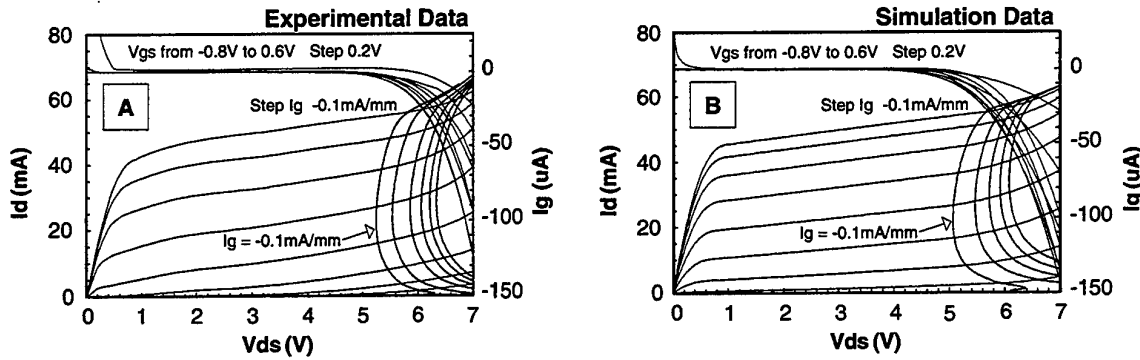 Experimental Data
80
Vgs from -0.8V to 0.6V Step 0.2V
0
60
A
Step Ig -0.1mA/mm
-50
40
Id (mA)
Ig (uA)
-100
20
Ig = -0.1mA/mm
0
-150
0 1 2 3 4 5 6 7
Vds (V)
Simulation Data
80
Vgs from -0.8V to 0.6V Step 0.2V
0
60
B
Step Ig -0.1mA/mm
-50
40
Id (mA)
Ig (uA)
-100
20
Ig = -0.1mA/mm
0
-150
0 1 2 3 4 5 6 7
Vds (V)